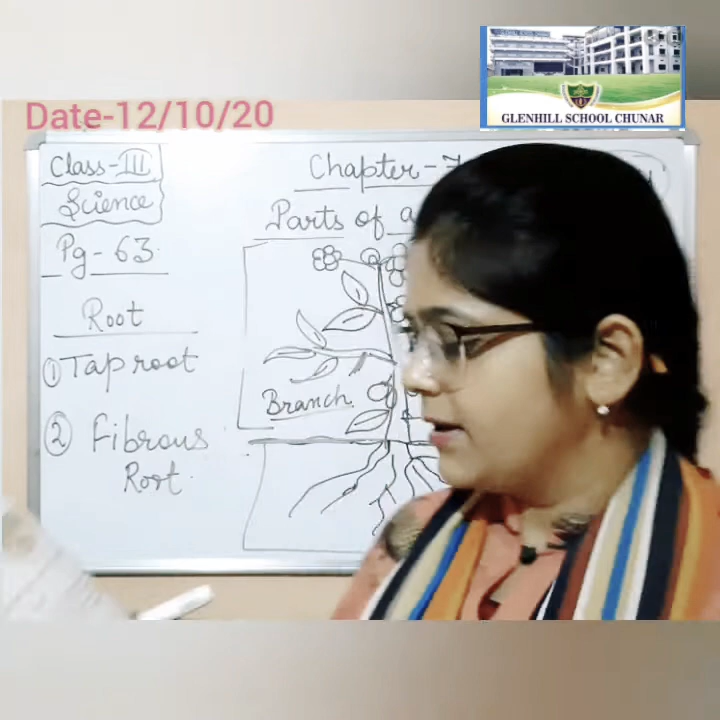 GLENHILL SCHOOL CHUNAR
Date-12/10/20
Class-III
Science
Pg-63
Root
① Tap root
② Fibrous
Root
Chapter-7
Parts of a
Branch